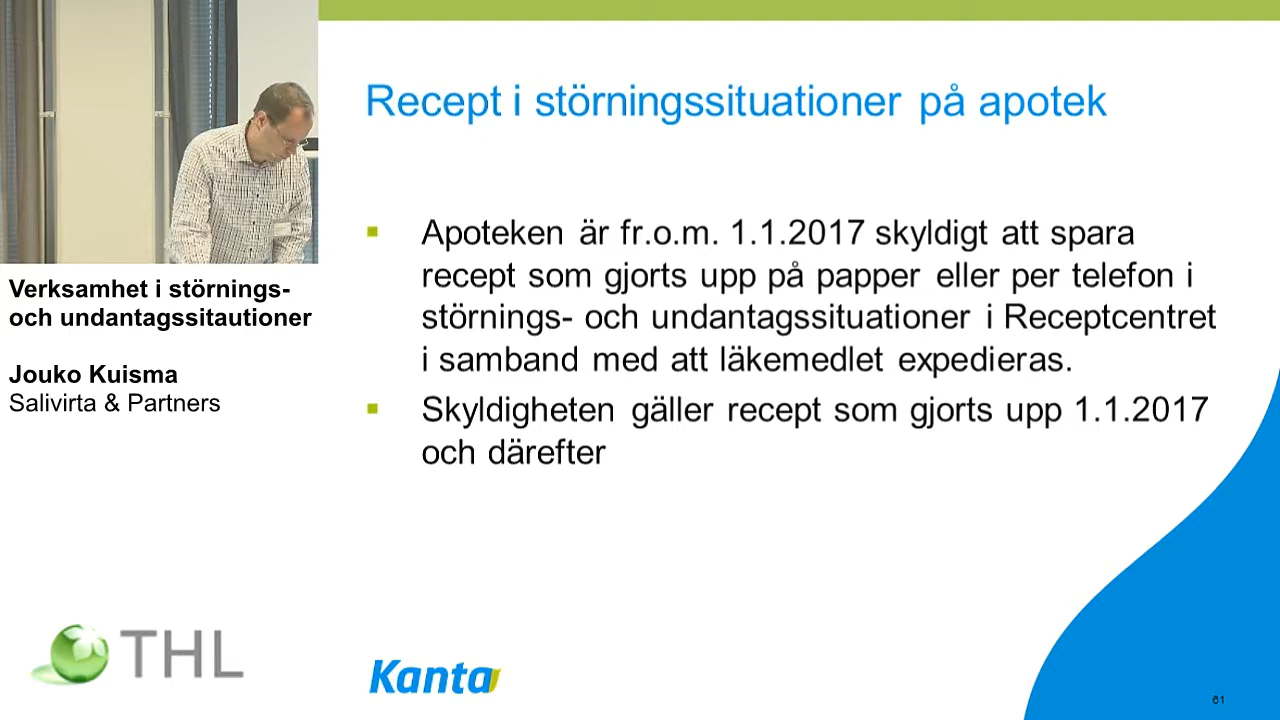 Recept i störningssituationer på apotek
▪ Apoteken är fr.o.m. 1.1.2017 skyldigt att spara
recept som gjorts upp på papper eller per telefon i
störnings- och undantagssituationer i Receptcentret
i samband med att läkemedlet expedieras.
▪ Skyldigheten gäller recept som gjorts upp 1.1.2017
och därefter
Verksamhet i störnings-
och undantagssitautioner
Jouko Kuisma
Salivirta & Partners
THL
Kanta
61